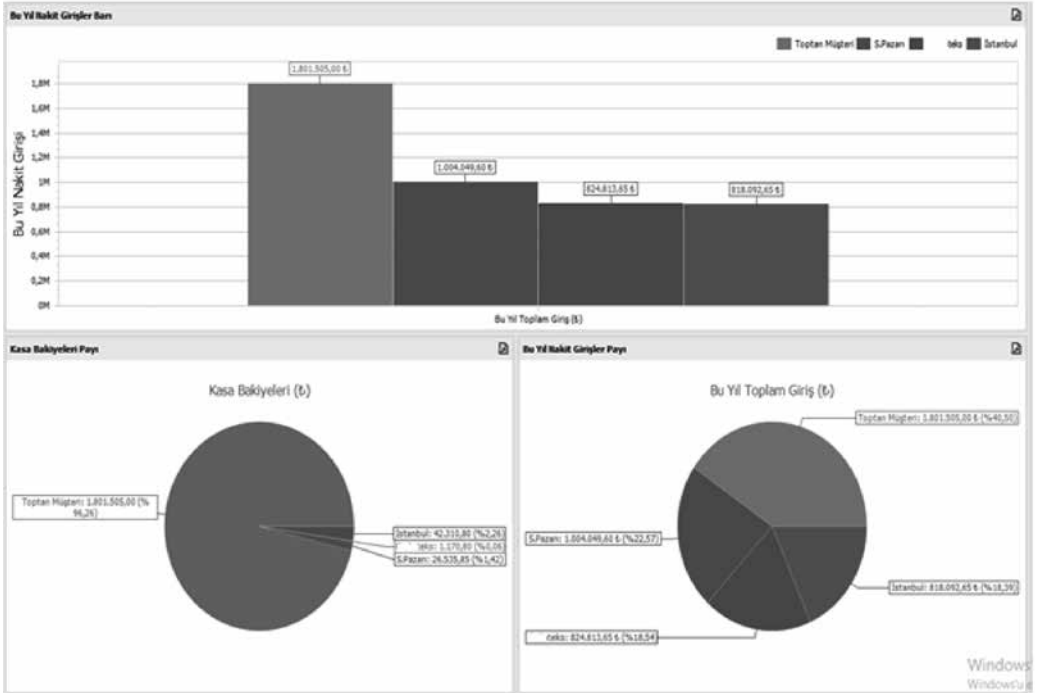 Bu Yıl Nakit Girişler Barı
Toptan Müşteri S.Pazarı teks İstanbul
1.801.505,00 ₺
1.004.049,60 ₺
824.813,65 ₺
818.092,65 ₺
1,8M
1,6M
1,4M
1,2M
1M
0,8M
0,6M
0,4M
0,2M
0M
Bu Yıl Nakit Girişi
Bu Yıl Toplam Giriş (₺)
Kasa Bakiyeleri Payı
Kasa Bakiyeleri (₺)
Toptan Müşteri: 1.801.505,00 (%
96,26)
İstanbul: 42.310,80 (%2,26)
teks: 1.170,80 (%0,06)
S.Pazarı: 26.535,85 (%1,42)
Bu Yıl Nakit Girişler Payı
Bu Yıl Toplam Giriş (₺)
Toptan Müşteri: 1.801.505,00 ₺ (%40,50)
S.Pazarı: 1.004.049,60 ₺ (%22,57)
İstanbul: 818.092,65 ₺ (%18,39)
teks: 824.813,65 ₺ (%18,54)
Windows'
Windows'u e